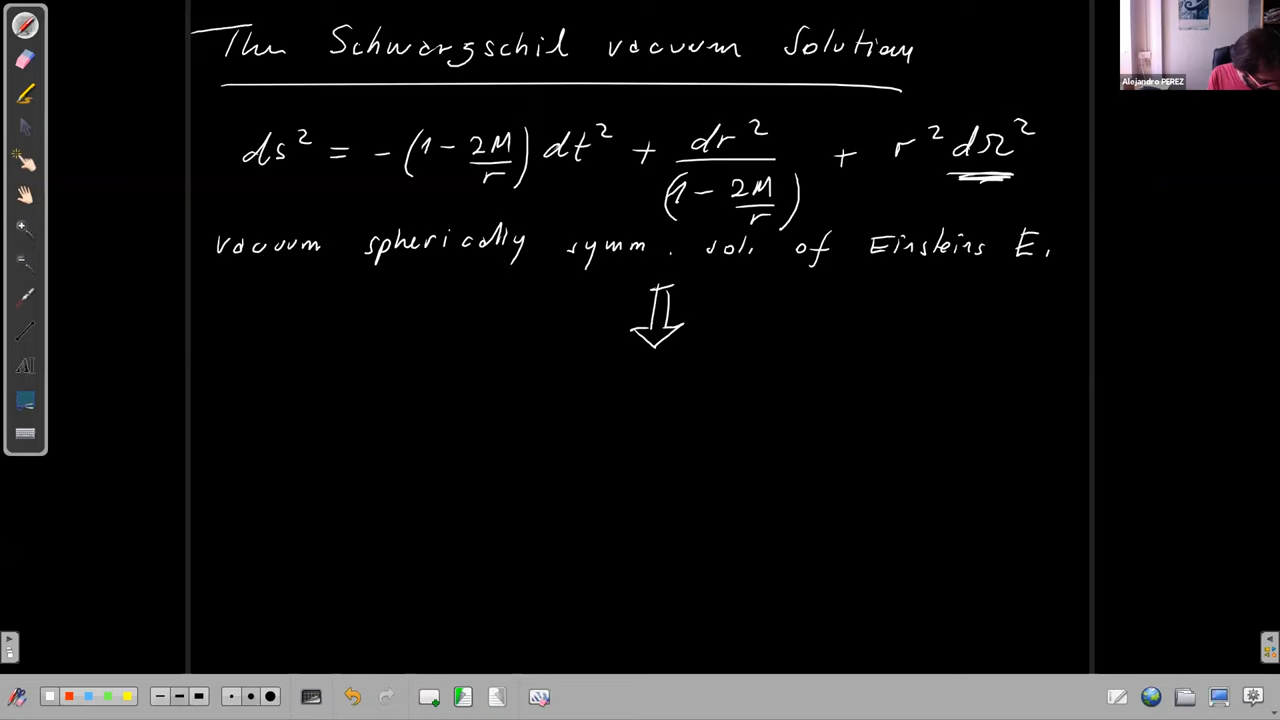 The Schwarzschil vacuum Solution
Alejandro PEREZ
ds² = - (1 - 2M/r) dt² + dr²/(1 - 2M/r) + r² dΩ²
vacuum spherically symm. sol. of Einsteins E.